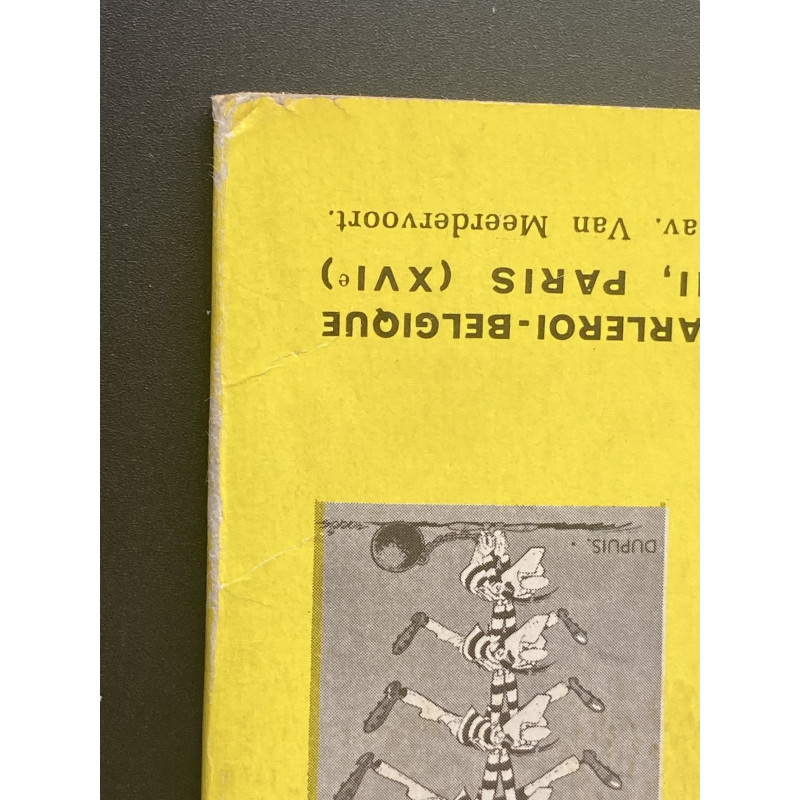 DUPUIS.
ARLEROI-BELGIQUE
II, PARIS (XVIe)
av. Van Meerdervoort.